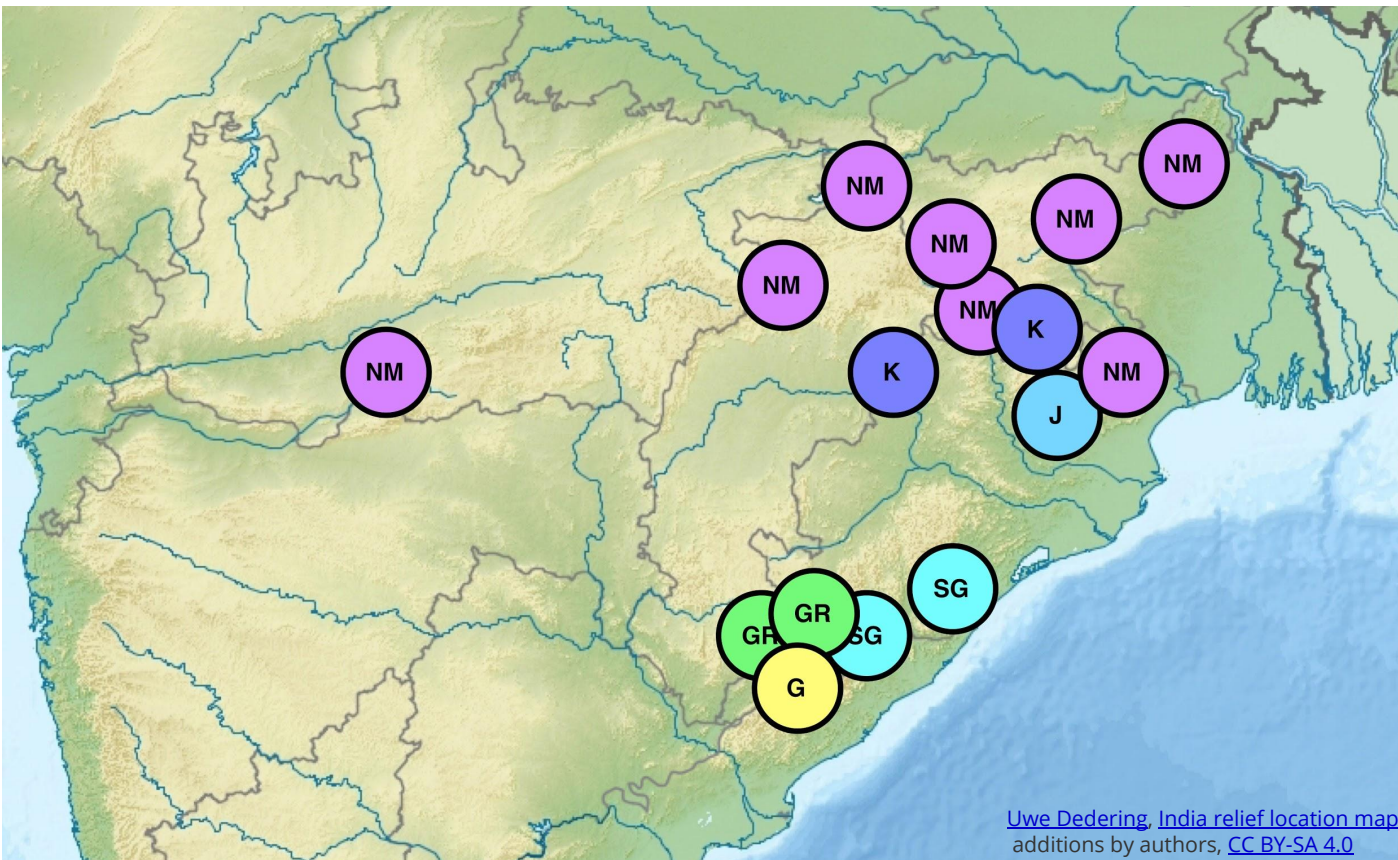 NM
NM
NM
NM
NM
NM
NM
K
NM
K
NM
J
SG
GR
GR
SG
G
Uwe Dedering, India relief location map
additions by authors, CC BY-SA 4.0